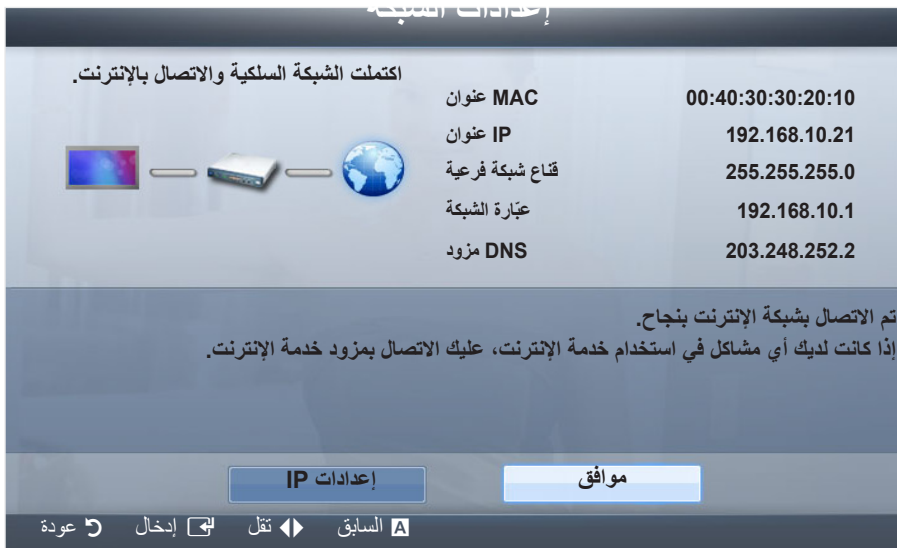 إعدادات الشبكة
اكتملت الشبكة السلكية والاتصال بالإنترنت.
MAC عنوان 00:40:30:30:20:10
IP عنوان 192.168.10.21
قناع شبكة فرعية 255.255.255.0
عبّارة الشبكة 192.168.10.1
DNS مزود 203.248.252.2
تم الاتصال بشبكة الإنترنت بنجاح.
إذا كانت لديك أي مشاكل في استخدام خدمة الإنترنت، عليك الاتصال بمزود خدمة الإنترنت.
موافق
إعدادات IP
A السابق نقل إدخال عودة